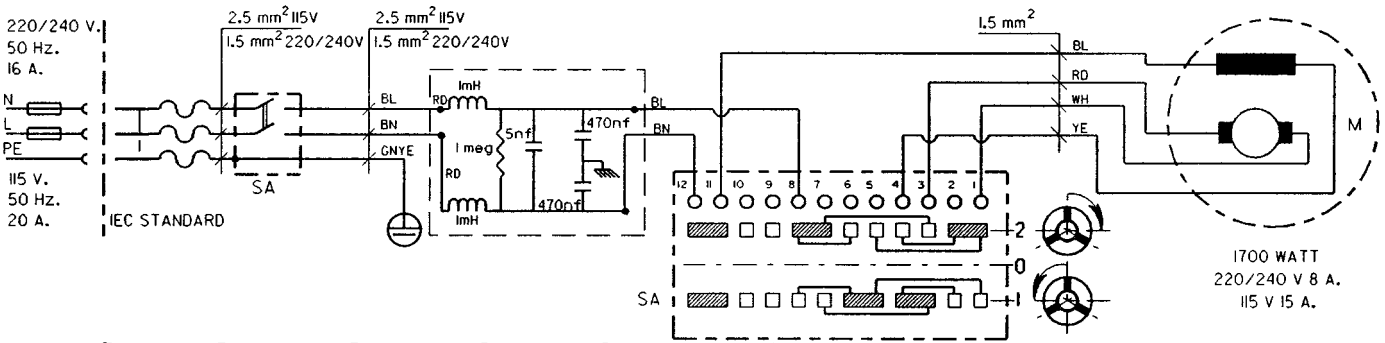 220/240 V.
50 Hz.
16 A.
N
L
PE
115 V.
50 Hz.
20 A.
IEC STANDARD
2.5 mm² 115V
1.5 mm² 220/240V
SA
2.5 mm² 115V
1.5 mm² 220/240V
BL
BN
GNYE
RD
1mH
5nf
1 meg
470nf
RD
1mH
470nf
BL
BN
1.5 mm²
BL
RD
WH
YE
M
12 11 10 9 8 7 6 5 4 3 2 1
2
0
SA
1
1700 WATT
220/240 V 8 A.
115 V 15 A.